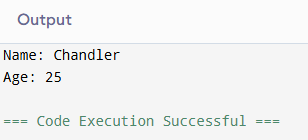 Output
Name: Chandler
Age: 25
=== Code Execution Successful ===